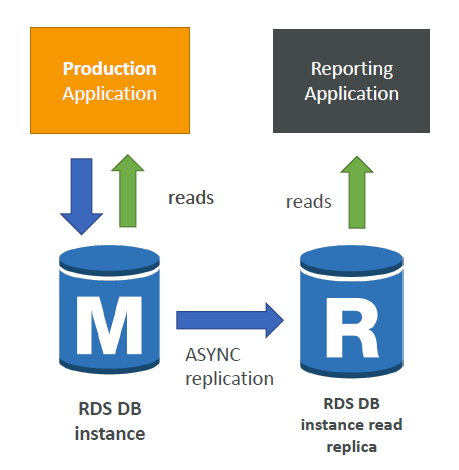 Production
Application
Reporting
Application
reads
reads
M
R
ASYNC
replication
RDS DB
instance
RDS DB
instance read
replica